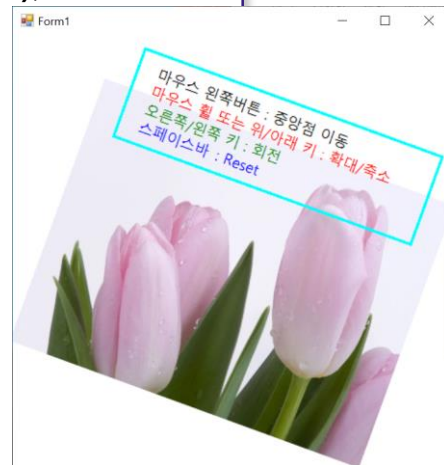 Form1
마우스 왼쪽버튼 : 중앙점 이동
마우스 휠 또는 위/아래 키 : 확대/축소
오른쪽/왼쪽 키 : 회전
스페이스바 : Reset